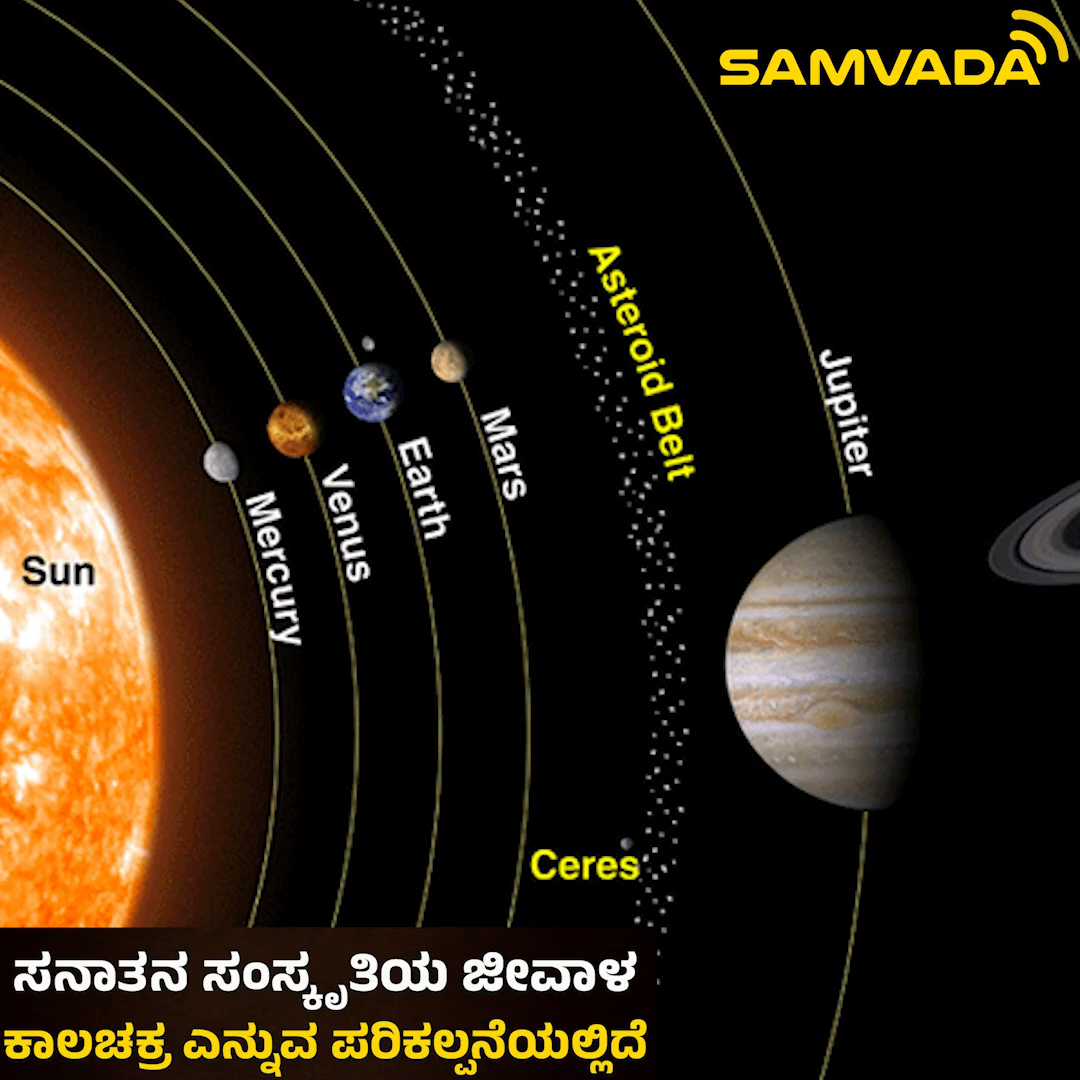 SAMVADA
Asteroid Belt
Jupiter
Mars
Earth
Venus
Mercury
Sun
Ceres
ಸನಾತನ ಸಂಸ್ಕೃತಿಯ ಜೀವಾಳ
ಕಾಲಚಕ್ರ ಎನ್ನುವ ಪರಿಕಲ್ಪನೆಯಲ್ಲಿದೆ